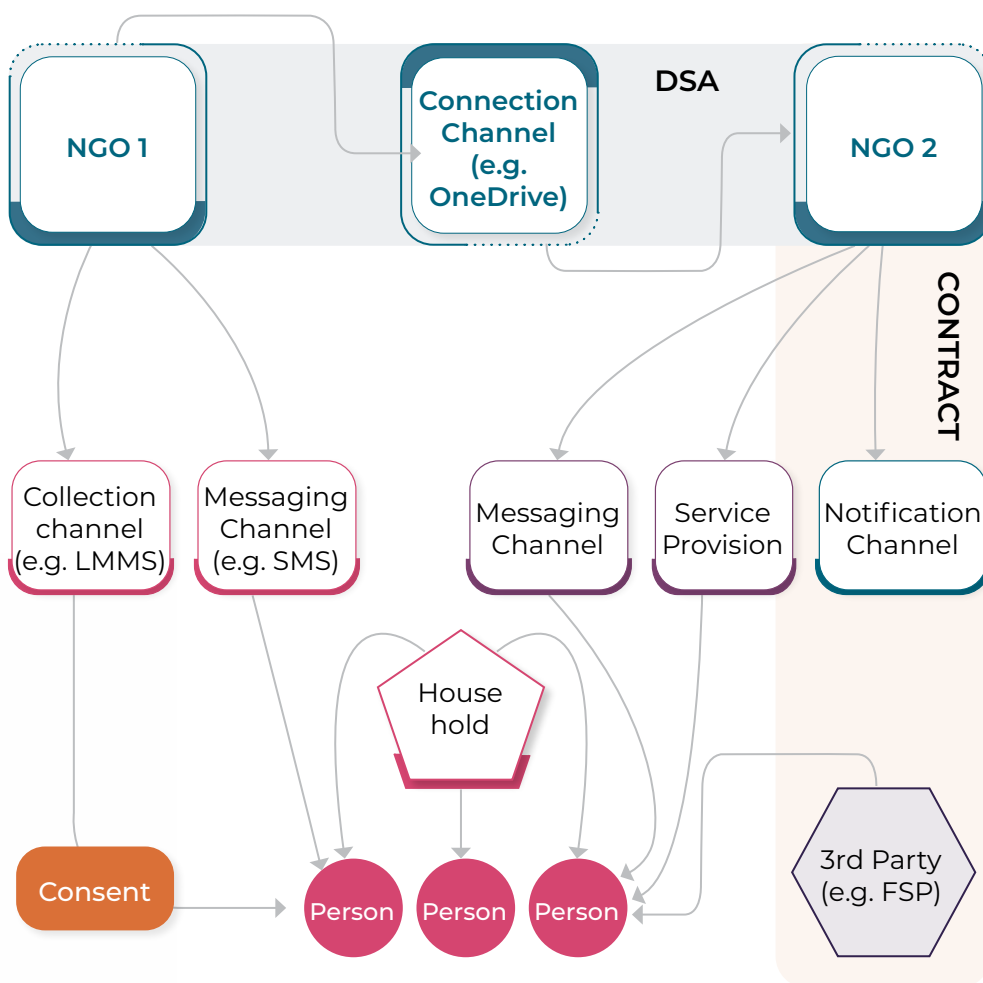 DSA
NGO 1
Connection
Channel
(e.g.
OneDrive)
NGO 2
CONTRACT
Collection
channel
(e.g. LMMS)
Messaging
Channel
(e.g. SMS)
Messaging
Channel
Service
Provision
Notification
Channel
House
hold
3rd Party
(e.g. FSP)
Consent
Person
Person
Person